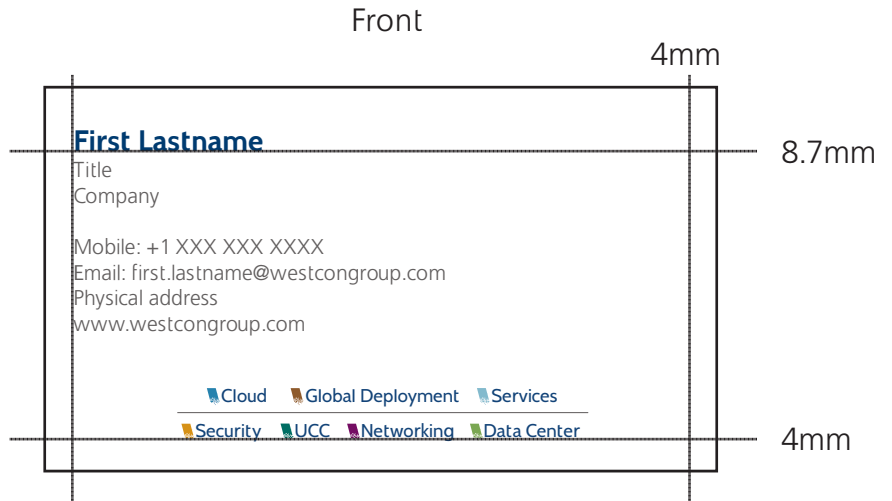 Front
4mm
First Lastname
8.7mm
Title
Company
Mobile: +1 XXX XXX XXXX
Email: first.lastname@westcongroup.com
Physical address
www.westcongroup.com
Cloud Global Deployment Services
Security UCC Networking Data Center
4mm